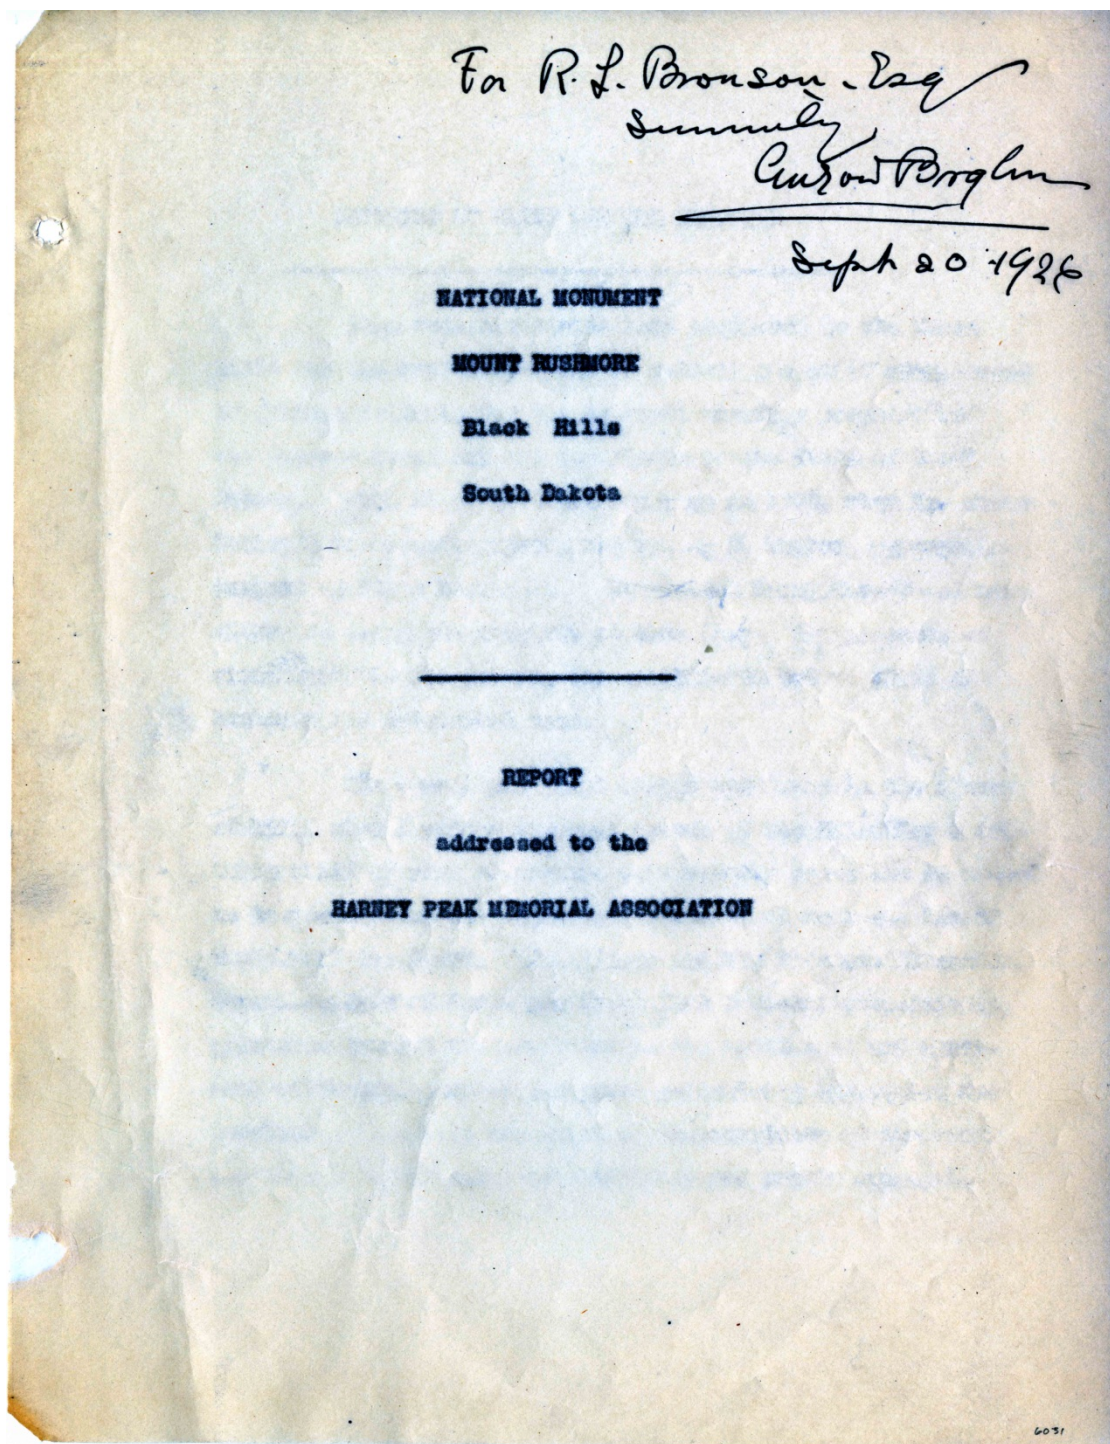 For R. L. Bronson. Esq
Sincerely,
Gutzon Borglum
Sept 20 1926
NATIONAL MONUMENT
MOUNT RUSHMORE
Black Hills
South Dakota
REPORT
addressed to the
HARNEY PEAK MEMORIAL ASSOCIATION
6031